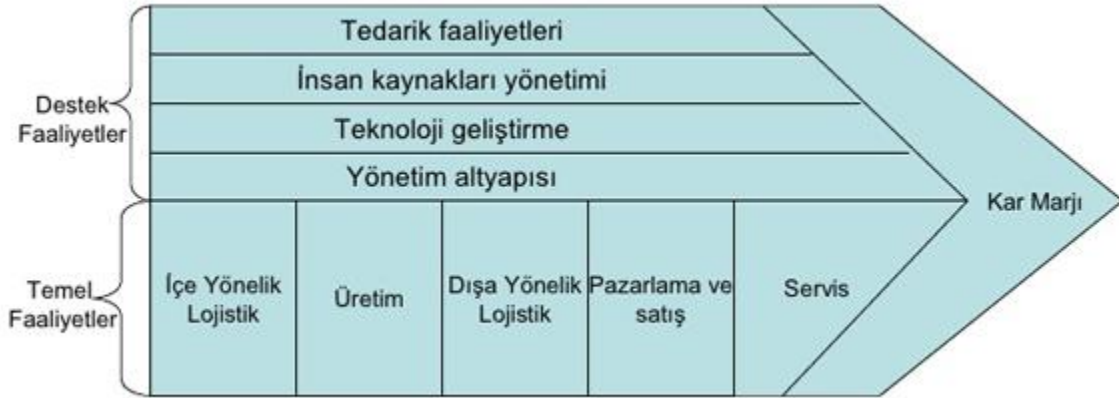 Tedarik faaliyetleri
İnsan kaynakları yönetimi
Teknoloji geliştirme
Yönetim altyapısı
Destek
Faaliyetler
Kar Marjı
Temel
Faaliyetler
İçe Yönelik
Lojistik
Üretim
Dışa Yönelik
Lojistik
Pazarlama ve
satış
Servis